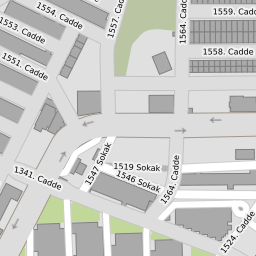 1554. Cadde
1557. Cadde
1564. Cadde
1559. Cadde
1553. Cadde
1558. Cadde
1551. Cadde
1547 Sokak
1519 Sokak
1564. Cadde
1341. Cadde
1546 Sokak
1524. Cadde